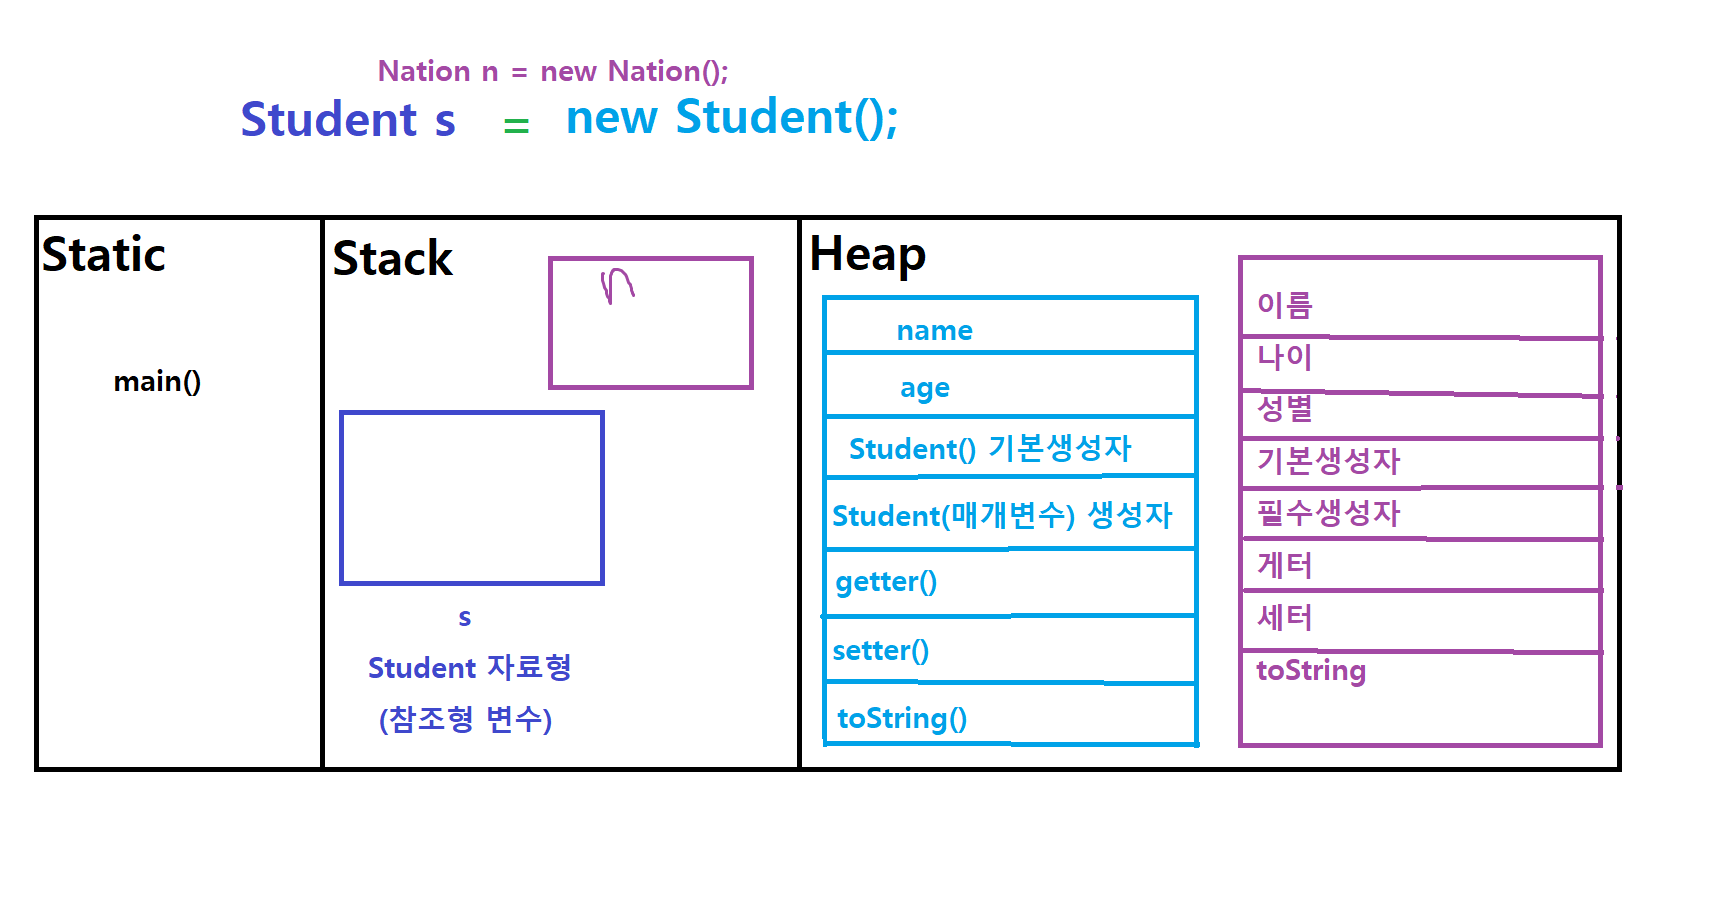 Nation n = new Nation();
Student s = new Student();
Static
main()
Stack
n
s
Student 자료형
(참조형 변수)
Heap
name
age
Student() 기본생성자
Student(매개변수) 생성자
getter()
setter()
toString()
이름
나이
성별
기본생성자
필수생성자
게터
세터
toString